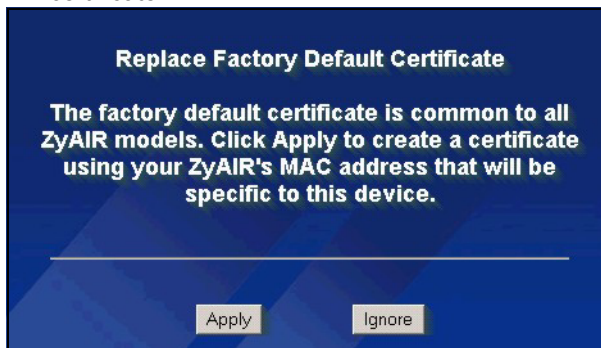 Replace Factory Default Certificate
The factory default certificate is common to all
ZyAIR models. Click Apply to create a certificate
using your ZyAIR's MAC address that will be
specific to this device.
Apply
Ignore